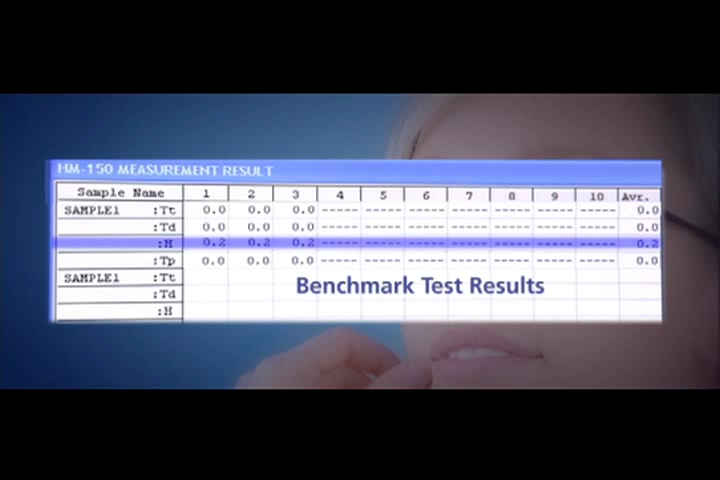 HM-150 MEASUREMENT RESULT
Sample Name 1 2 3 4 5 6 7 8 9 10 Avr.
SAMPLE1 :Tt 0.0 0.0 0.0 ----- ----- ----- ----- ----- ----- ----- 0.0
:Td 0.0 0.0 0.0 ----- ----- ----- ----- ----- ----- ----- 0.0
:H 0.2 0.2 0.2 ----- ----- ----- ----- ----- ----- ----- 0.2
:Tp 0.0 0.0 0.0 ----- ----- ----- ----- ----- ----- ----- 0.0
SAMPLE1 :Tt
:Td
Benchmark Test Results
:H